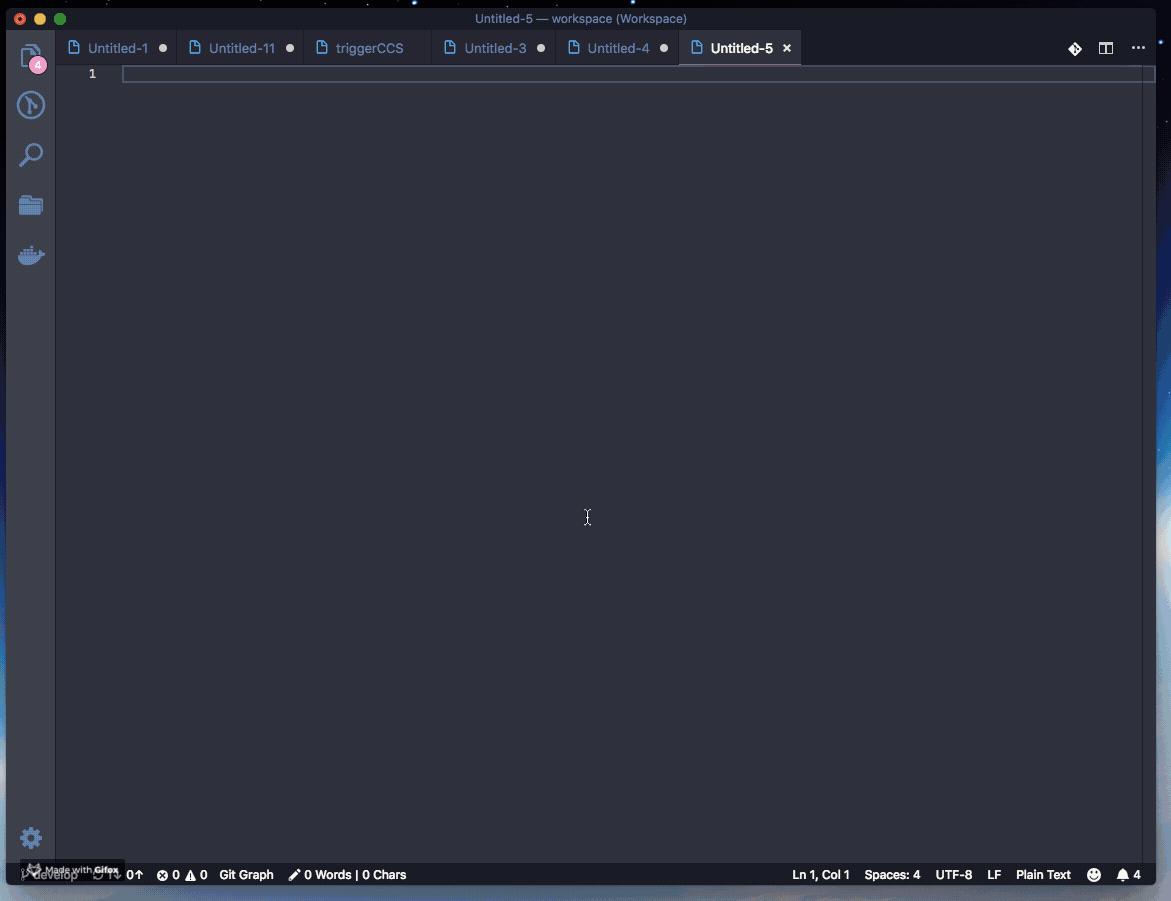 Untitled-5 — workspace (Workspace)
Untitled-1 Untitled-11 triggerCCS Untitled-3 Untitled-4 Untitled-5
4
1
Made with Gifox
develop 0↑ 0 0 Git Graph 0 Words | 0 Chars Ln 1, Col 1 Spaces: 4 UTF-8 LF Plain Text 4